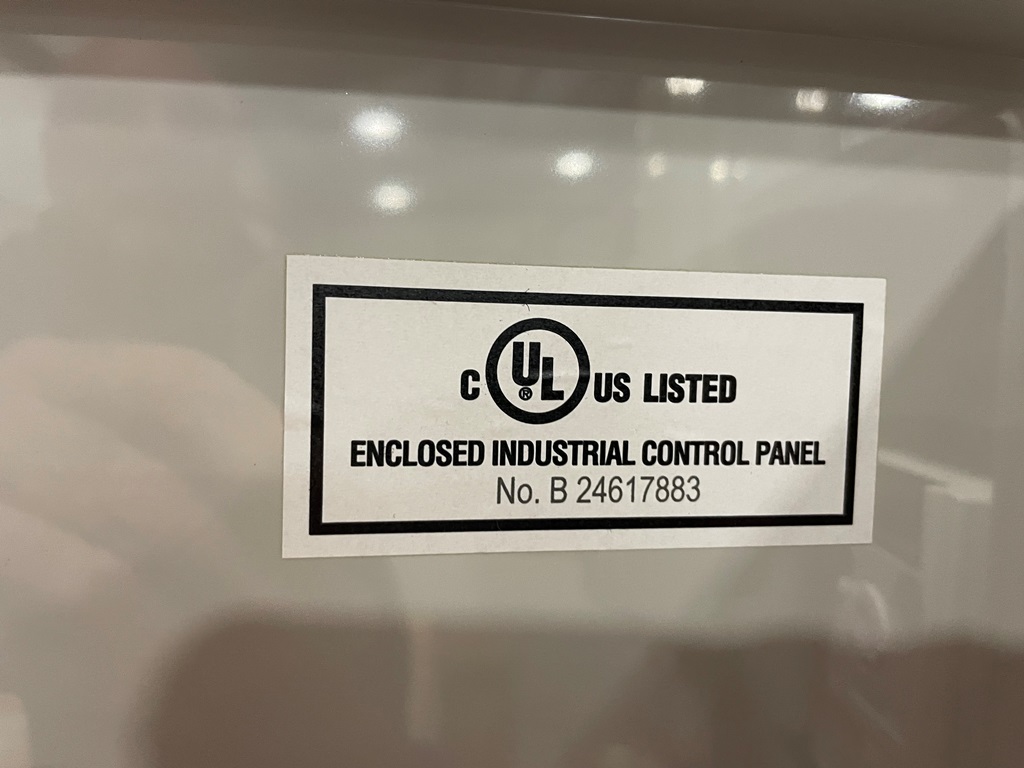 C UL® US LISTED
ENCLOSED INDUSTRIAL CONTROL PANEL
No. B 24617883